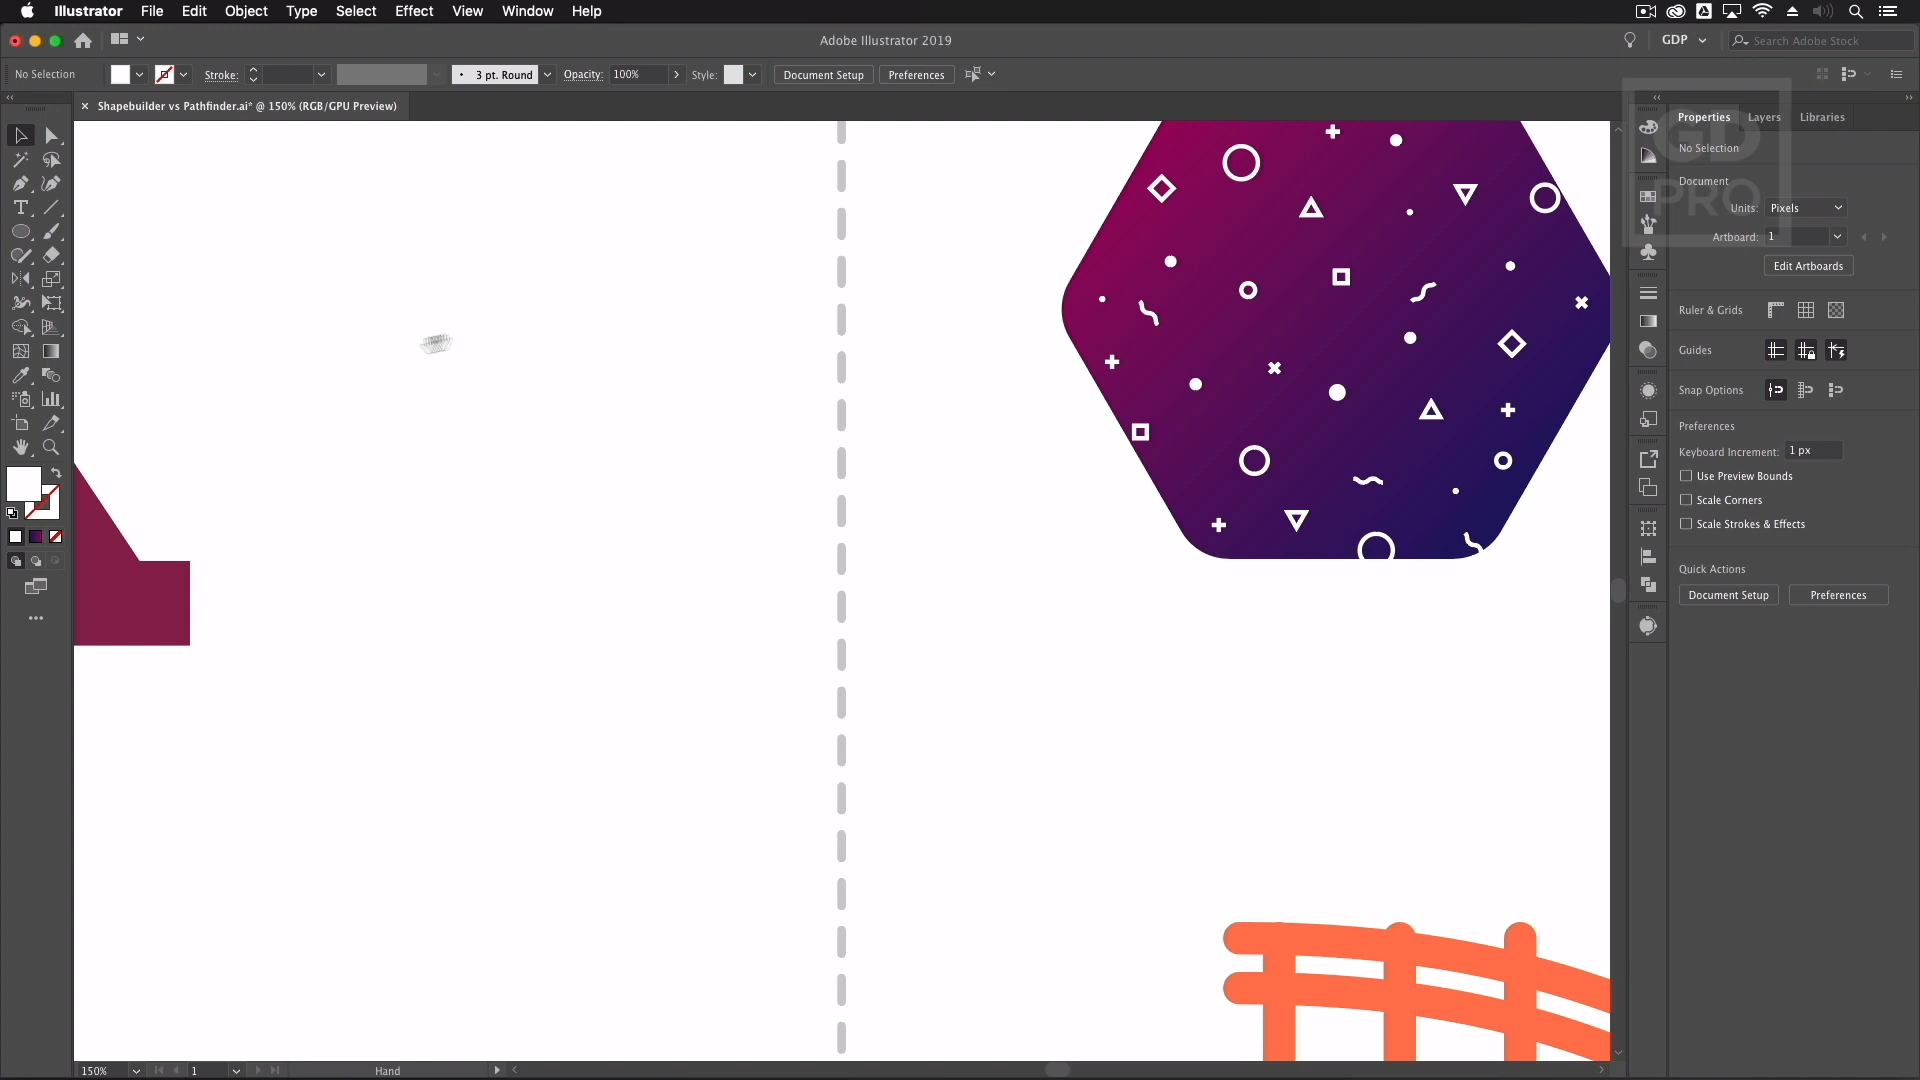 Illustrator File Edit Object Type Select Effect View Window Help
Adobe Illustrator 2019
GDP
Search Adobe Stock
No Selection
Stroke:
3 pt. Round
Opacity: 100%
Style:
Document Setup
Preferences
× Shapebuilder vs Pathfinder.ai* @ 150% (RGB/GPU Preview)
GD
PRO
Properties Layers Libraries
No Selection
Document
Units: Pixels
Artboard: 1
Edit Artboards
Ruler & Grids
Guides
Snap Options
Preferences
Keyboard Increment: 1 px
Use Preview Bounds
Scale Corners
Scale Strokes & Effects
Quick Actions
Document Setup
Preferences
150%
1
Hand